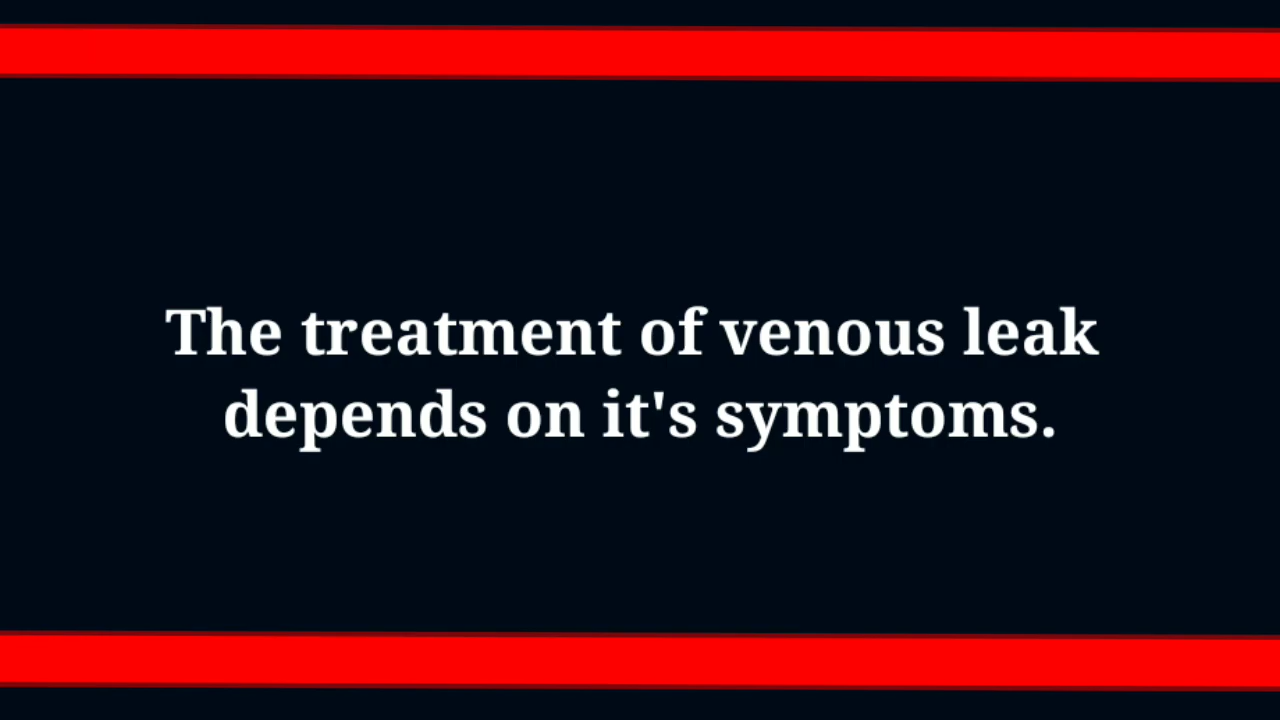 The treatment of venous leak
depends on it's symptoms.